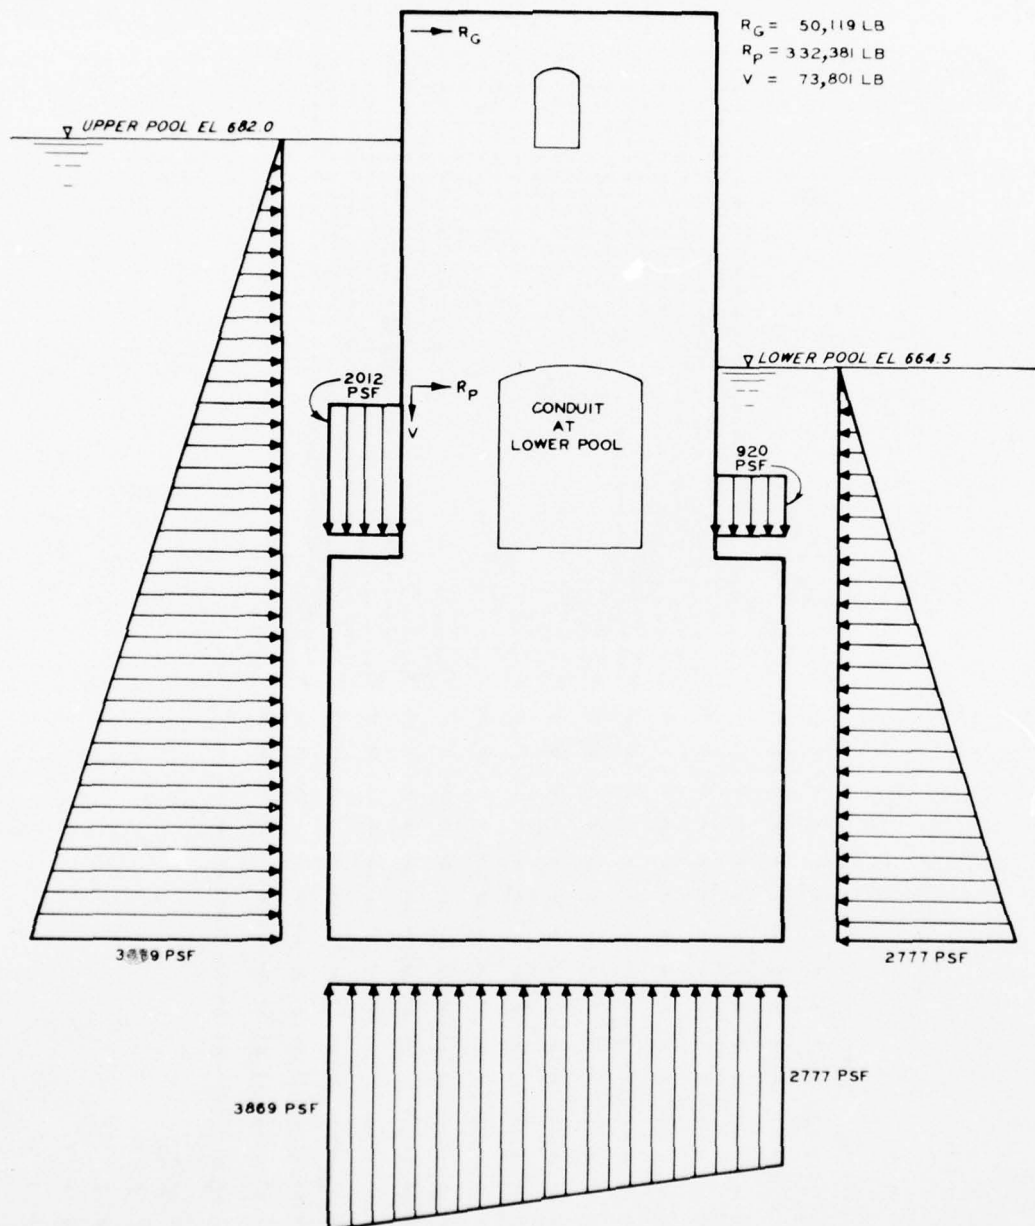 R_G = 50,119 LB
R_P = 332,381 LB
V = 73,801 LB
R_G
UPPER POOL EL 682.0
LOWER POOL EL 664.5
2012
PSF
R_P
V
CONDUIT
AT
LOWER POOL
920
PSF
PSF
2777 PSF
3869 PSF
2777 PSF